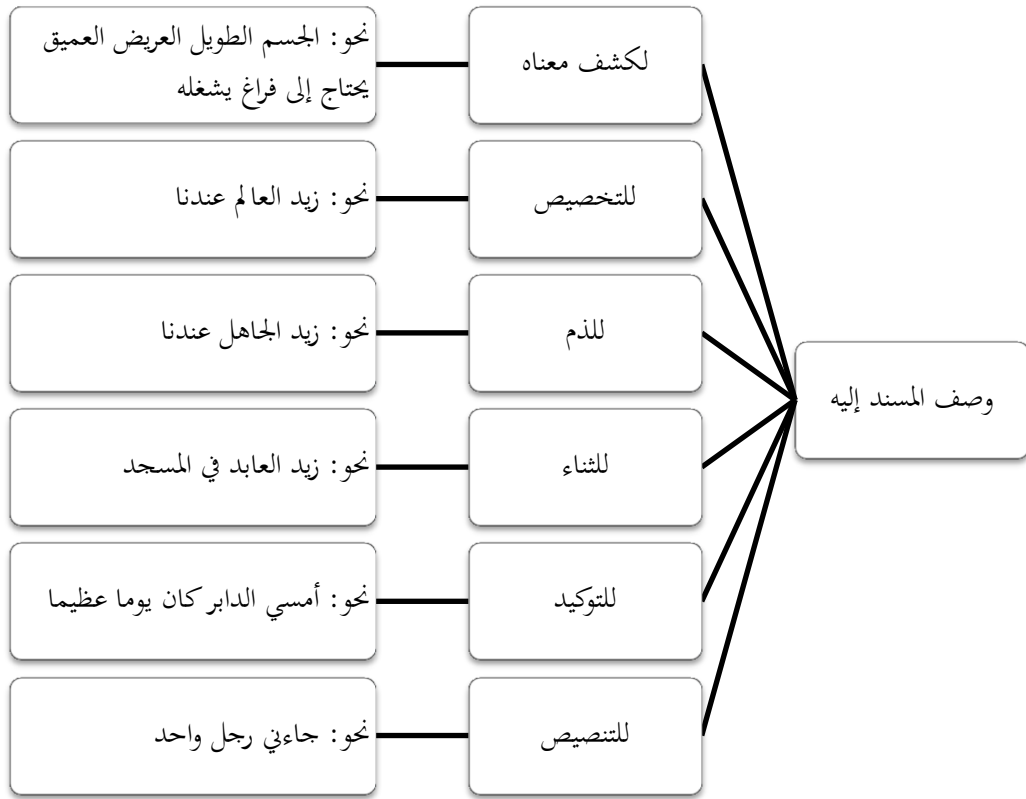 وصف المسند إليه
لكشف معناه
نحو: الجسم الطويل العريض العميق
يحتاج إلى فراغ يشغله
للتخصيص
نحو: زيد العالم عندنا
للذم
نحو: زيد الجاهل عندنا
للثناء
نحو: زيد العابد في المسجد
للتوكيد
نحو: أمسي الدابر كان يوما عظيما
للتنصيص
نحو: جاءني رجل واحد